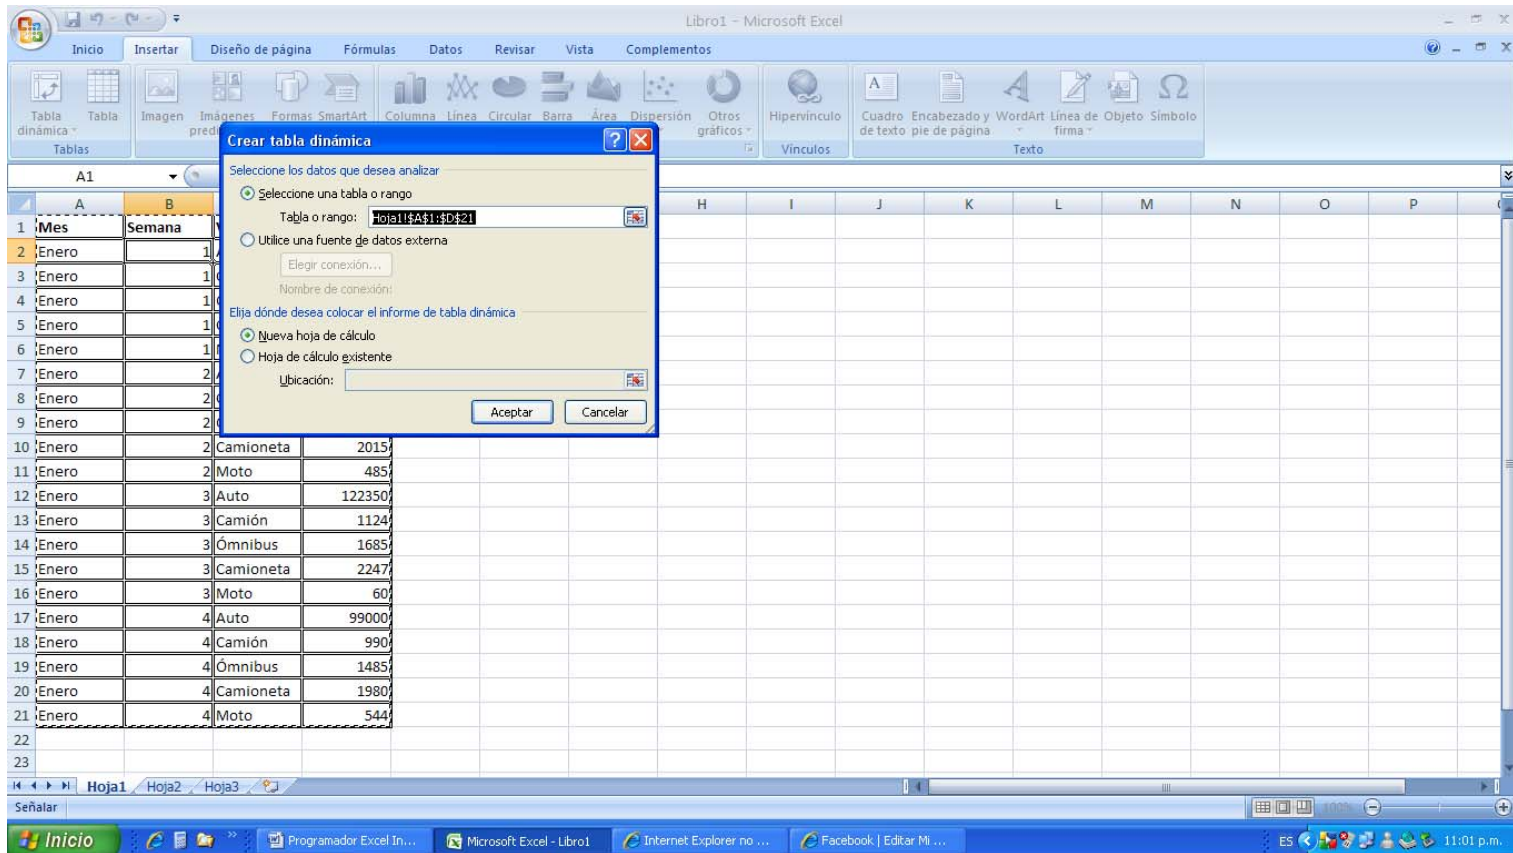 Libro1 - Microsoft Excel
Inicio Insertar Diseño de página Fórmulas Datos Revisar Vista Complementos
Tabla dinámica Tabla Imagen Imágenes Formas SmartArt Columna Línea Circular Barra Área Dispersión Otros gráficos Hipervínculo Cuadro de texto Encabezado y pie de página WordArt Línea de firma Objeto Símbolo
Tablas Vínculos Texto
A1
Crear tabla dinámica
Seleccione los datos que desea analizar
Seleccione una tabla o rango
Tabla o rango: Hoja1!$A$1:$D$21
Utilice una fuente de datos externa
Elegir conexión...
Nombre de conexión:
Elija dónde desea colocar el informe de tabla dinámica
Nueva hoja de cálculo
Hoja de cálculo existente
Ubicación:
Aceptar Cancelar
A B H I J K L M N O P
1 Mes Semana
2 Enero 1
3 Enero 1
4 Enero 1
5 Enero 1
6 Enero 1
7 Enero 2
8 Enero 2
9 Enero 2
10 Enero 2 Camioneta 2015
11 Enero 2 Moto 485
12 Enero 3 Auto 122350
13 Enero 3 Camión 1124
14 Enero 3 Ómnibus 1685
15 Enero 3 Camioneta 2247
16 Enero 3 Moto 60
17 Enero 4 Auto 99000
18 Enero 4 Camión 990
19 Enero 4 Ómnibus 1485
20 Enero 4 Camioneta 1980
21 Enero 4 Moto 544
22
23
Hoja1 Hoja2 Hoja3
Señalar 100%
Inicio Programador Excel In... Microsoft Excel - Libro1 Internet Explorer no ... Facebook | Editar Mi ... ES 11:01 p.m.